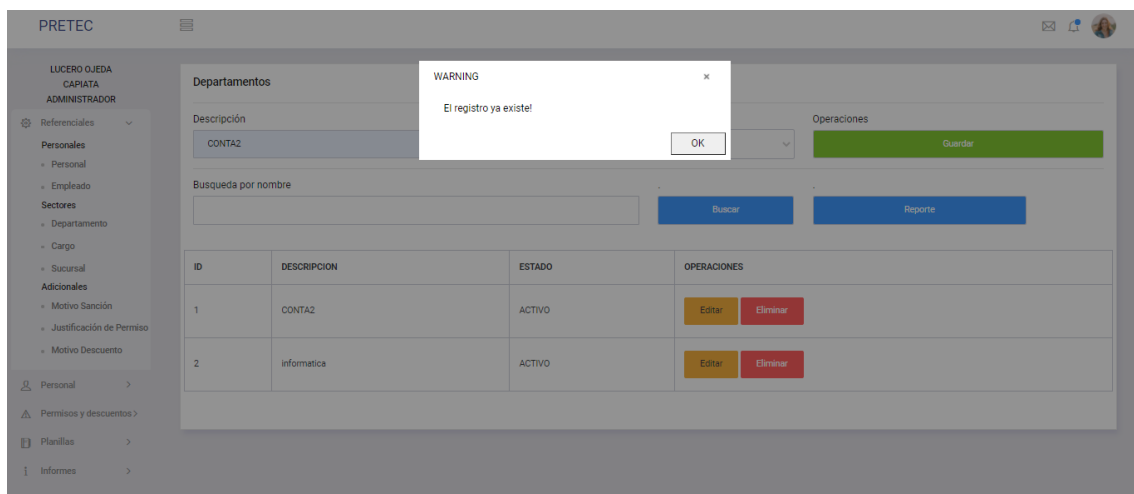 PRETEC
LUCERO OJEDA
CAPIATA
ADMINISTRADOR
Referenciales
Personales
Personal
Empleado
Sectores
Departamento
Cargo
Sucursal
Adicionales
Motivo Sanción
Justificación de Permiso
Motivo Descuento
Personal
Permisos y descuentos
Planillas
Informes
Departamentos
WARNING
El registro ya existe!
OK
Descripción
Operaciones
CONTA2
Guardar
Busqueda por nombre
Buscar
Reporte
ID DESCRIPCION ESTADO OPERACIONES
1 CONTA2 ACTIVO Editar Eliminar
2 informatica ACTIVO Editar Eliminar